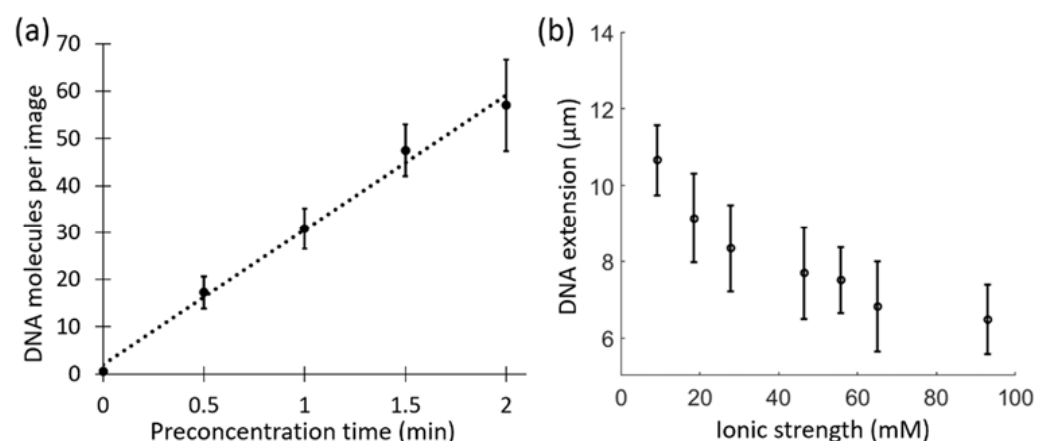 (a)
DNA molecules per image
70
60
50
40
30
20
10
0
0 0.5 1 1.5 2
Preconcentration time (min)
(b)
DNA extension (μm)
14
12
10
8
6
0 20 40 60 80 100
Ionic strength (mM)